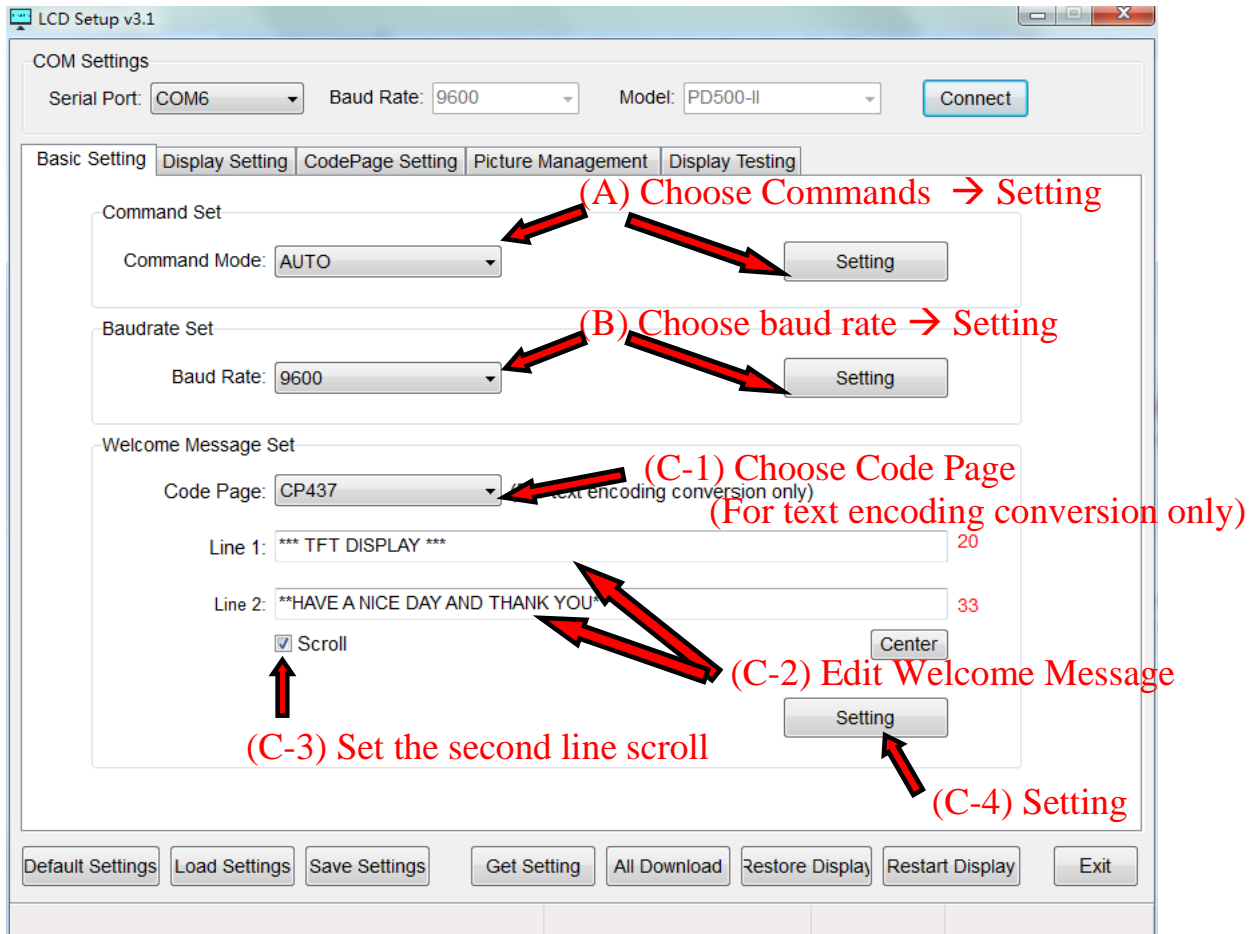 LCD Setup v3.1
COM Settings
Serial Port: COM6 Baud Rate: 9600 Model: PD500-II Connect
Basic Setting Display Setting CodePage Setting Picture Management Display Testing
(A) Choose Commands → Setting
Command Set
Command Mode: AUTO Setting
(B) Choose baud rate → Setting
Baudrate Set
Baud Rate: 9600 Setting
Welcome Message Set
(C-1) Choose Code Page
Code Page: CP437 text encoding conversion only)
(For text encoding conversion only)
Line 1: *** TFT DISPLAY *** 20
Line 2: **HAVE A NICE DAY AND THANK YOU* 33
Scroll Center
(C-2) Edit Welcome Message
Setting
(C-3) Set the second line scroll
(C-4) Setting
Default Settings Load Settings Save Settings Get Setting All Download Restore Display Restart Display Exit